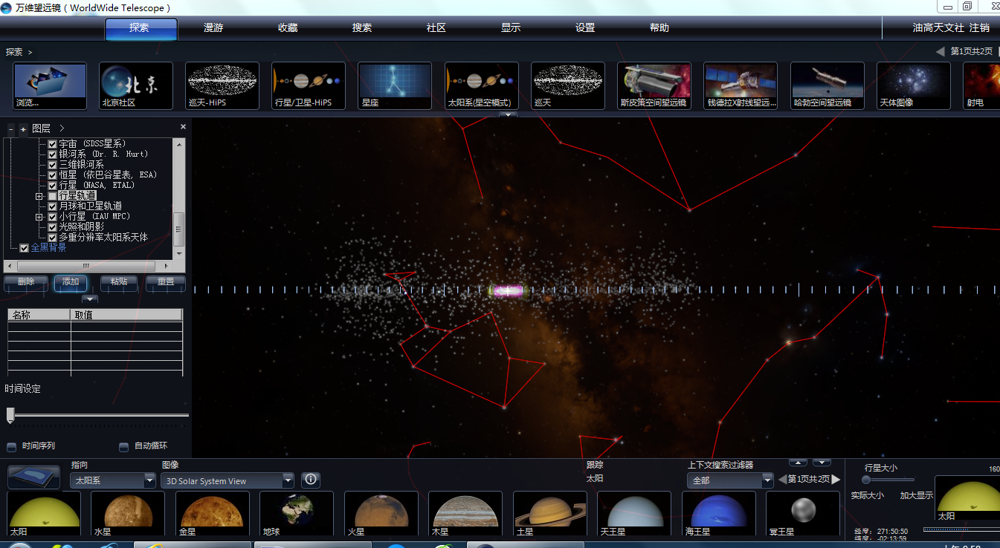 万维望远镜 ( WorldWide Telescope )
探索 漫游 收藏 搜索 社区 显示 设置 帮助 油高天文社 注销
探索 > 第1页共2页
浏览... 北京社区 巡天-HiPS 行星/卫星-HiPS 星座 太阳系(星空模式) 巡天 斯皮策空间望远镜 钱德拉X射线望远... 哈勃空间望远镜 天体图像 射电
北京
图层
宇宙 (SDSS星系)
银河系 (Dr. R. Hurt)
三维银河系
恒星 (依巴谷星表, ESA)
行星 (NASA, ETAL)
行星轨道
月球和卫星轨道
小行星 (IAU MPC)
光照和阴影
多重分辨率太阳系天体
全黑背景
删除 添加 粘贴 重置
名称 取值
时间设定
时间序列 自动循环
指向 图像 跟踪 上下文搜索过滤器 行星大小 160
太阳系 3D Solar System View 太阳 全部 第1页共2页
实际大小 加大显示
太阳 水星 金星 地球 火星 木星 土星 天王星 海王星 冥王星 太阳
经度: 271:50:50
纬度: -02:13:59